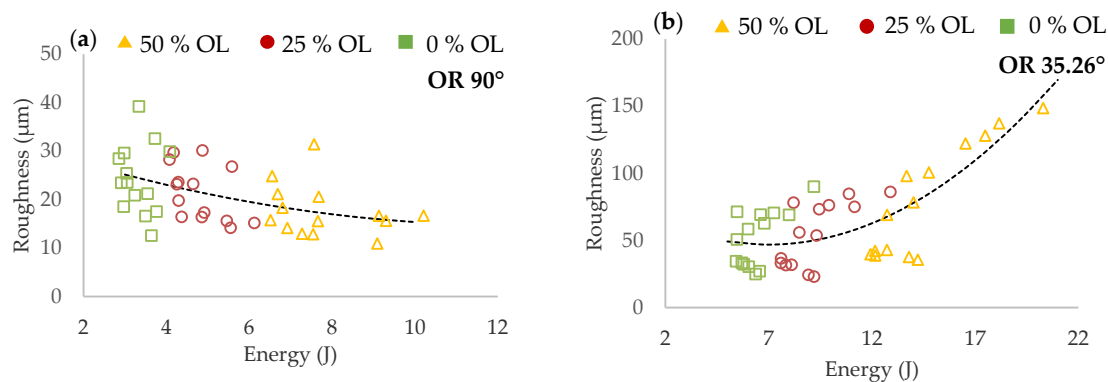 (a) 50 % OL 25 % OL 0 % OL
OR 90°
Roughness (µm)
50
40
30
20
10
0
2 4 6 8 10 12
Energy (J)
(b) 50 % OL 25 % OL 0 % OL
OR 35.26°
Roughness (µm)
200
150
100
50
0
2 7 12 17 22
Energy (J)